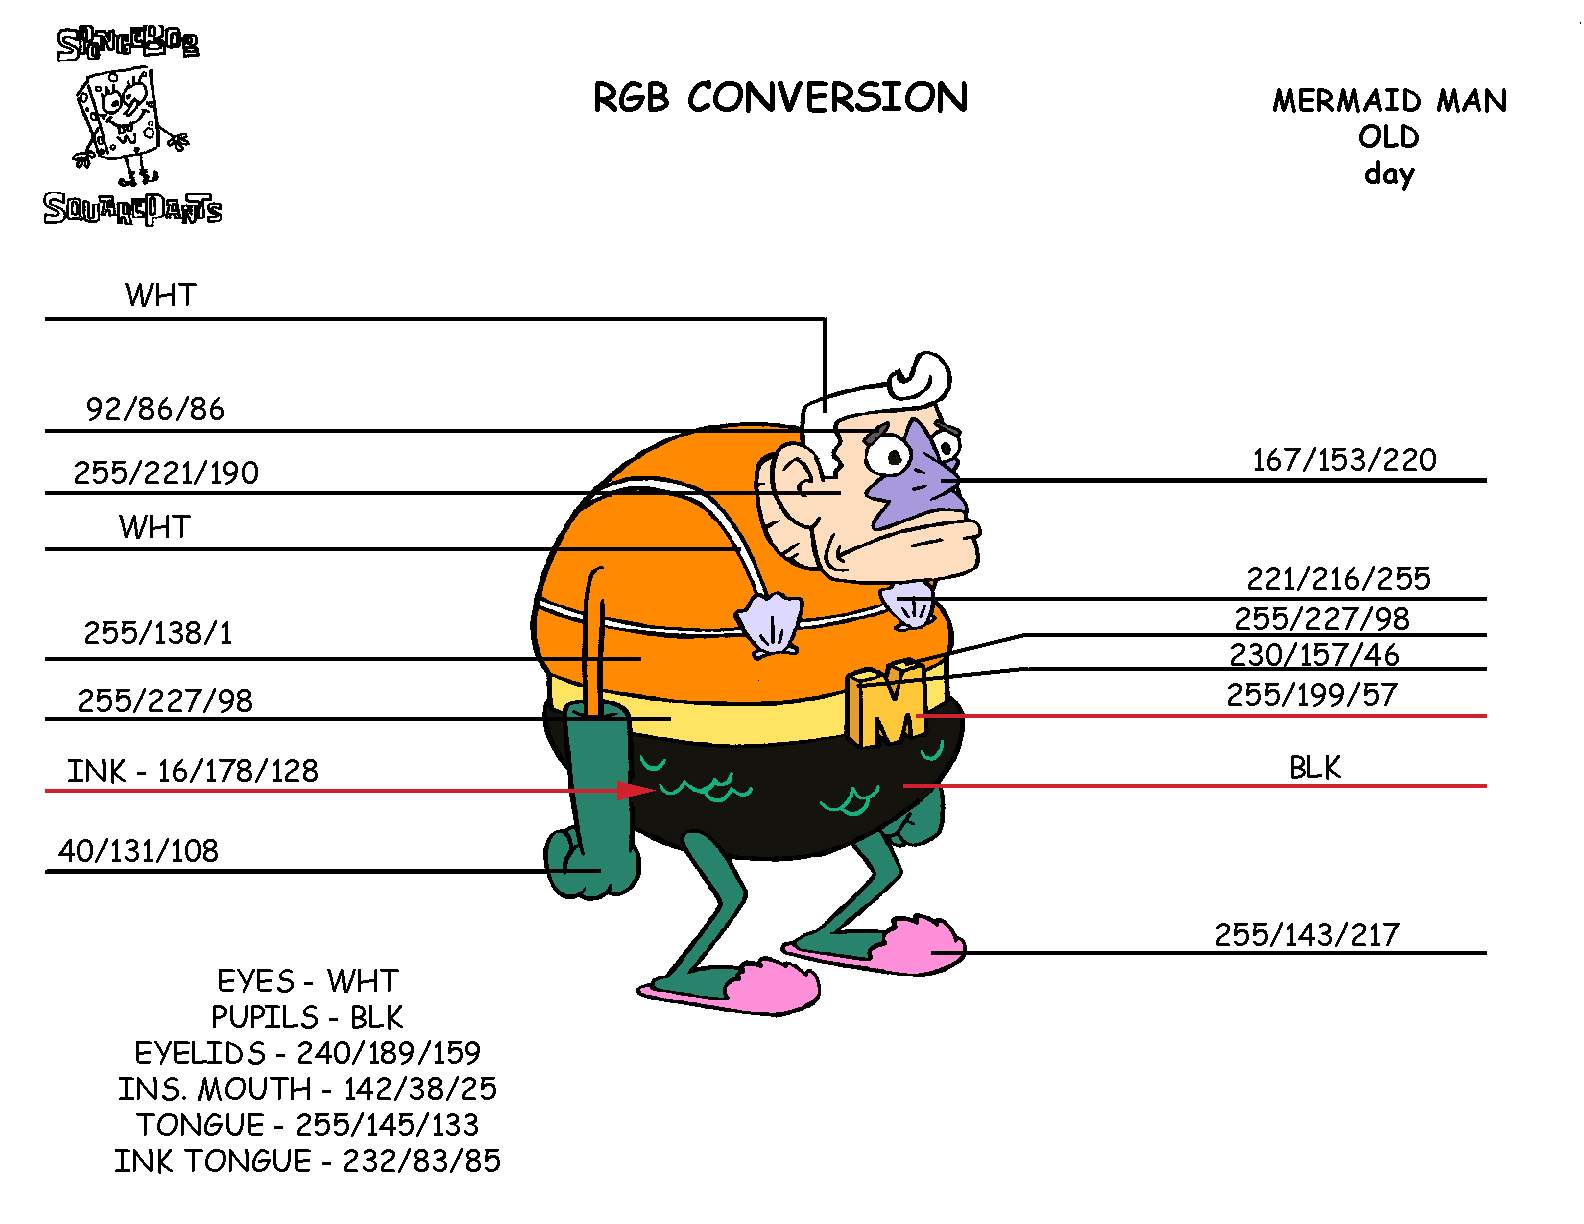 SPONGEBOB
SQUAREPANTS
RGB CONVERSION
MERMAID MAN
OLD
day
WHT
92/86/86
255/221/190
WHT
255/138/1
255/227/98
INK - 16/178/128
40/131/108
167/153/220
221/216/255
255/227/98
230/157/46
255/199/57
BLK
255/143/217
M
EYES - WHT
PUPILS - BLK
EYELIDS - 240/189/159
INS. MOUTH - 142/38/25
TONGUE - 255/145/133
INK TONGUE - 232/83/85